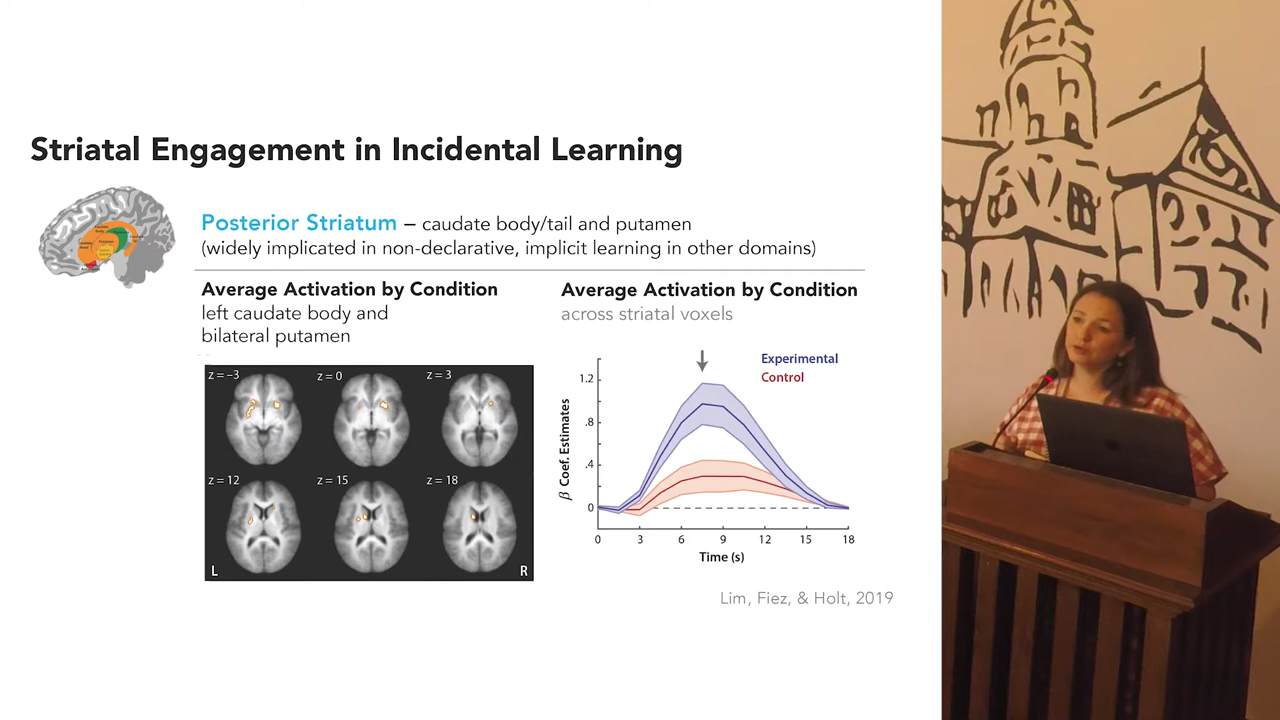 Striatal Engagement in Incidental Learning
Posterior Striatum – caudate body/tail and putamen
(widely implicated in non-declarative, implicit learning in other domains)
Average Activation by Condition
left caudate body and
bilateral putamen
z = –3
z = 0
z = 3
z = 12
z = 15
z = 18
L
R
Average Activation by Condition
across striatal voxels
Experimental
Control
β Coef. Estimates
1.2
.8
.4
0
0
3
6
9
12
15
18
Time (s)
Lim, Fiez, & Holt, 2019